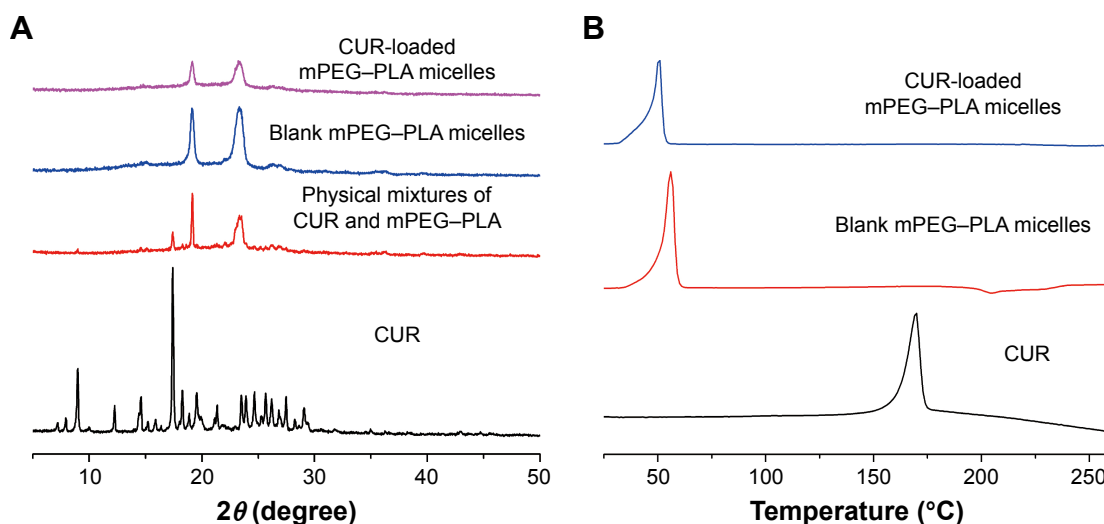 A
CUR-loaded
mPEG–PLA micelles
Blank mPEG–PLA micelles
Physical mixtures of
CUR and mPEG–PLA
CUR
10
20
30
40
50
2θ (degree)
B
CUR-loaded
mPEG–PLA micelles
Blank mPEG–PLA micelles
CUR
50
100
150
200
250
Temperature (°C)